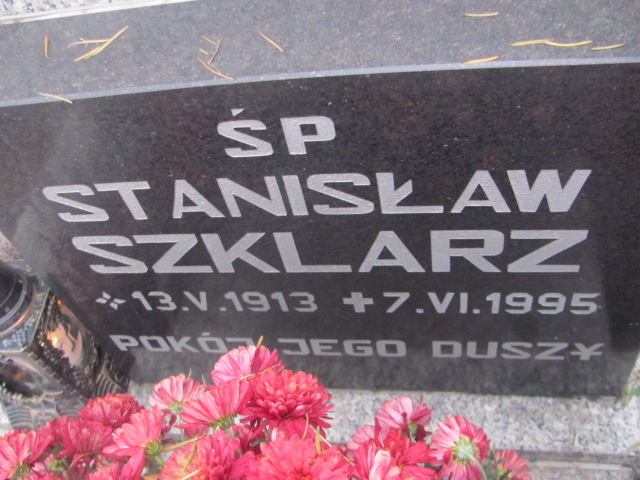 ŚP
STANISŁAW
SZKLARZ
13.V.1913 ✝ 7.VI.1995
POKÓJ JEGO DUSZY